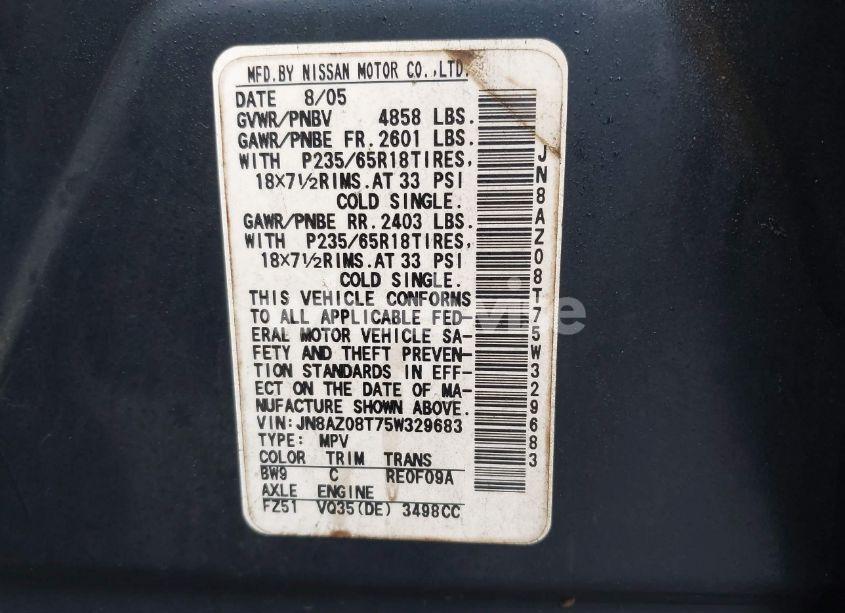 MFD.BY NISSAN MOTOR CO.,LTD.
DATE 8/05
GVWR/PNBV 4858 LBS.
GAWR/PNBE FR.2601 LBS.
WITH P235/65R18TIRES,
18X7½RIMS.AT 33 PSI
COLD SINGLE.
GAWR/PNBE RR.2403 LBS.
WITH P235/65R18TIRES,
18X7½RIMS.AT 33 PSI
COLD SINGLE.
THIS VEHICLE CONFORMS
TO ALL APPLICABLE FED-
ERAL MOTOR VEHICLE SA-
FETY AND THEFT PREVEN-
TION STANDARDS IN EFF-
ECT ON THE DATE OF MA-
NUFACTURE SHOWN ABOVE.
VIN:JN8AZ08T75W329683
TYPE: MPV
COLOR TRIM TRANS
BW9 C RE0F09A
AXLE ENGINE
FZ51 VQ35(DE) 3498CC
JN8AZ08T75W329683